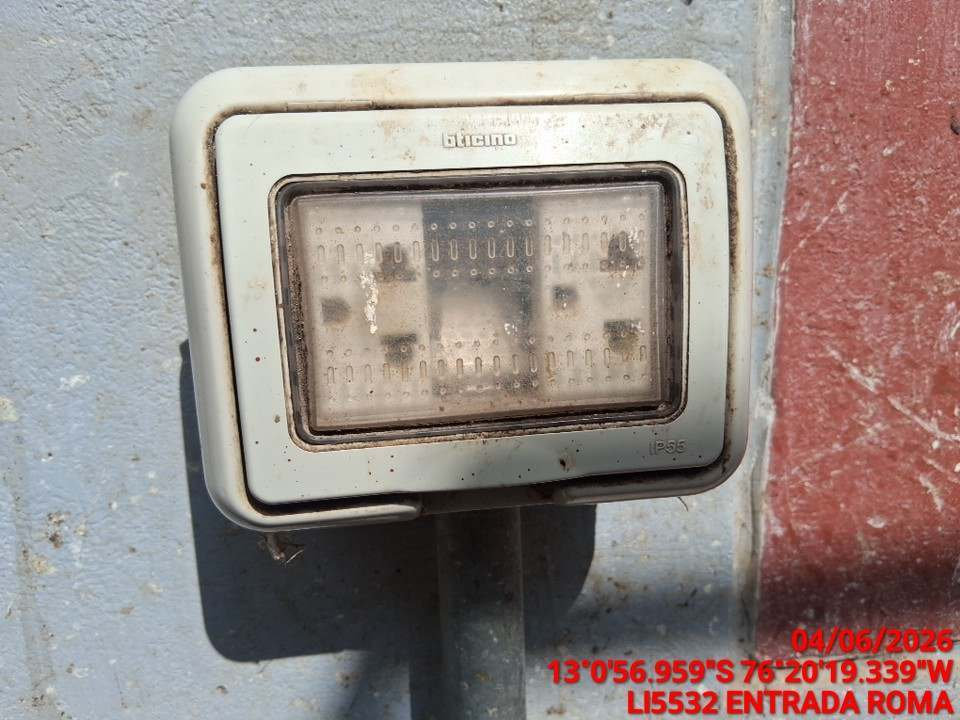 bticino
IP55
04/06/2026
13°0'56.959"S 76°20'19.339"W
LI5532 ENTRADA ROMA